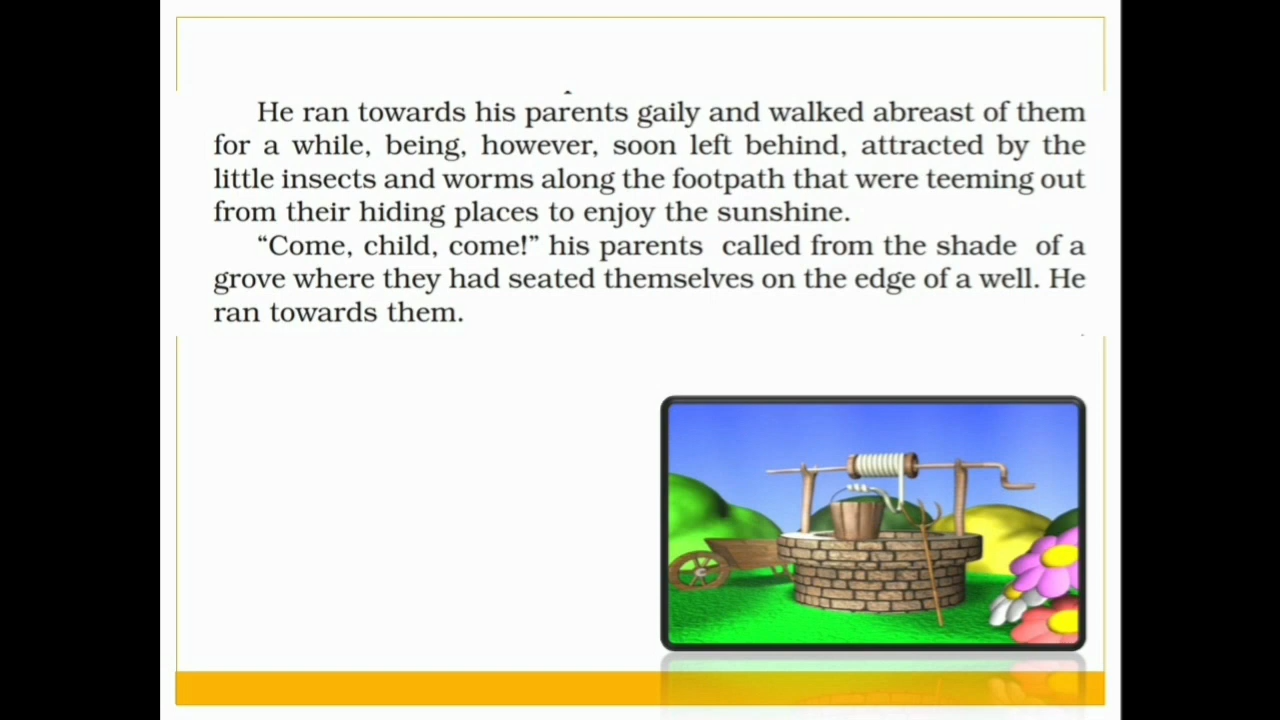 He ran towards his parents gaily and walked abreast of them
for a while, being, however, soon left behind, attracted by the
little insects and worms along the footpath that were teeming out
from their hiding places to enjoy the sunshine.
“Come, child, come!” his parents called from the shade of a
grove where they had seated themselves on the edge of a well. He
ran towards them.